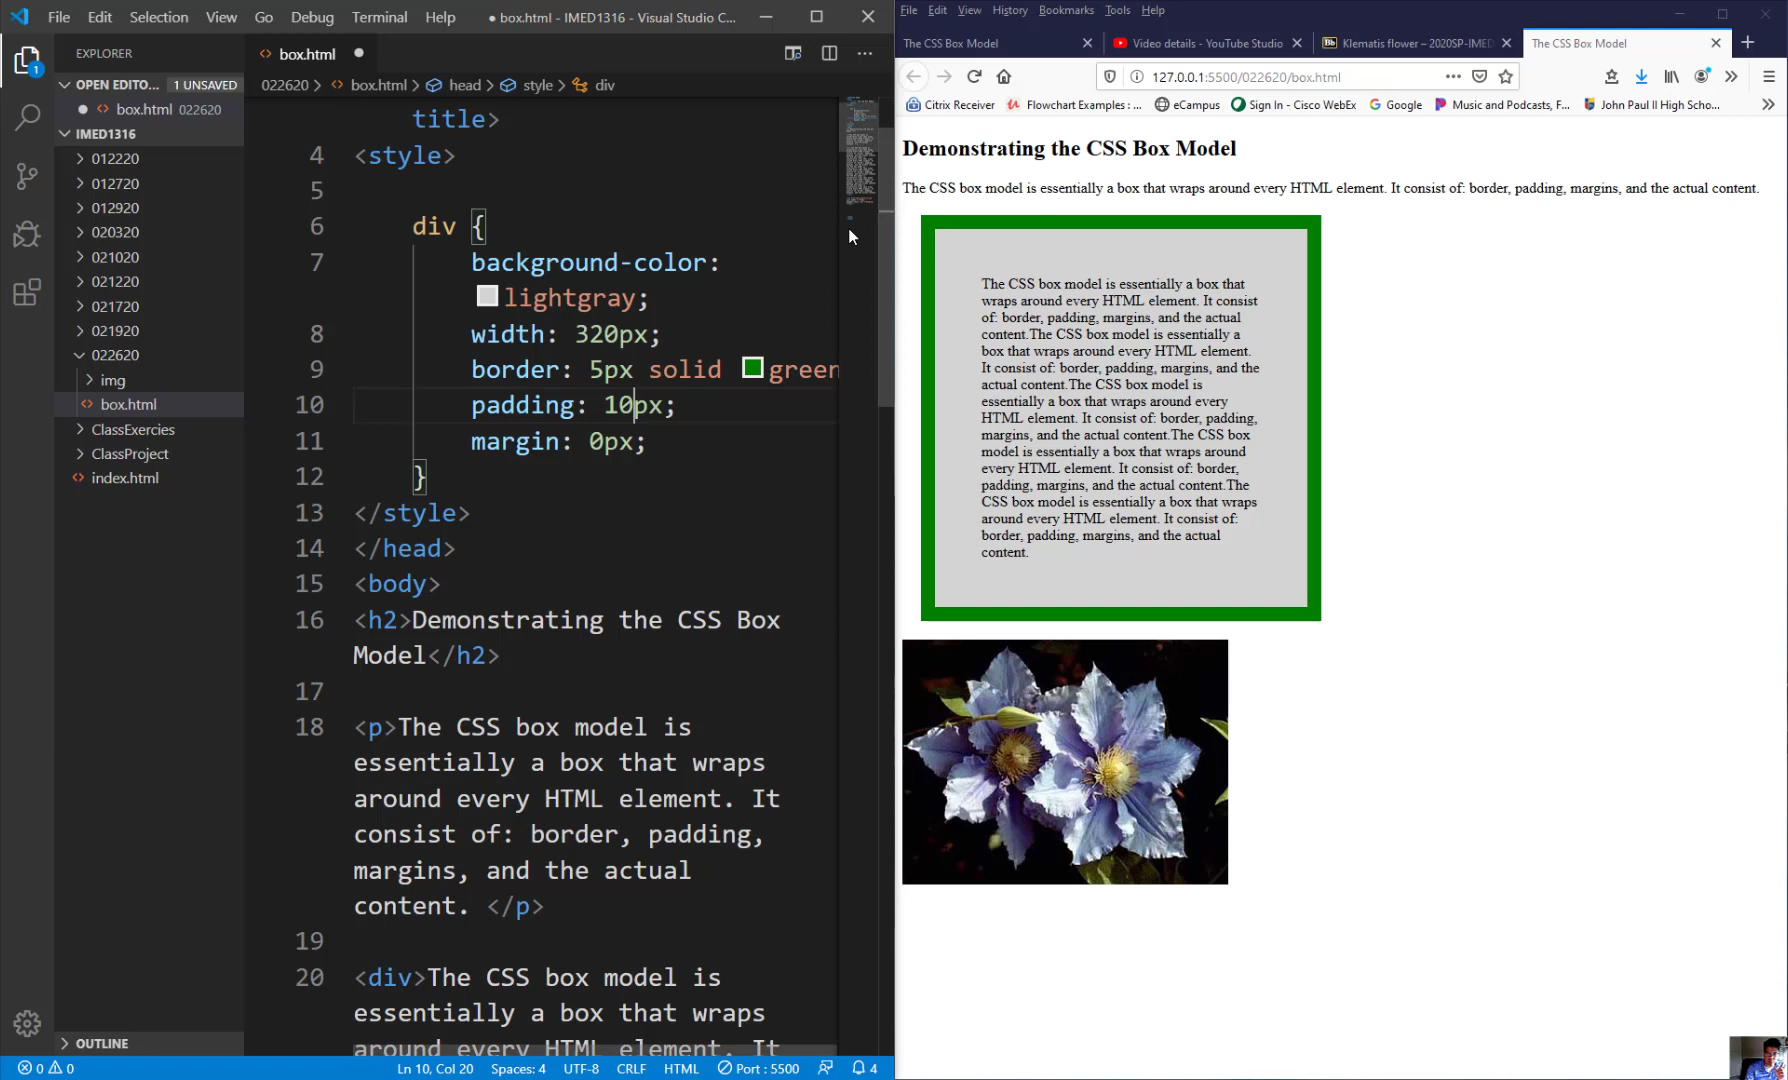 File Edit Selection View Go Debug Terminal Help
● box.html - IMED1316 - Visual Studio C...
EXPLORER
OPEN EDITO... 1 UNSAVED
box.html 022620
IMED1316
012220
012720
012920
020320
021020
021220
021720
021920
022620
img
box.html
ClassExercies
ClassProject
index.html
OUTLINE
1
box.html
022620 > box.html > head > style > div
title>
4 <style>
5
6 div {
7 background-color:
lightgray;
8 width: 320px;
9 border: 5px solid green
10 padding: 10px;
11 margin: 0px;
12 }
13 </style>
14 </head>
15 <body>
16 <h2>Demonstrating the CSS Box
Model</h2>
17
18 <p>The CSS box model is
essentially a box that wraps
around every HTML element. It
consist of: border, padding,
margins, and the actual
content. </p>
19
20 <div>The CSS box model is
essentially a box that wraps
around every HTML element. It
0 0 Ln 10, Col 20 Spaces: 4 UTF-8 CRLF HTML Port : 5500 4
File Edit View History Bookmarks Tools Help
The CSS Box Model
Video details - YouTube Studio
Bb Klematis flower – 2020SP-IMED
The CSS Box Model
127.0.0.1:5500/022620/box.html
Citrix Receiver Flowchart Examples : ... eCampus Sign In - Cisco WebEx Google Music and Podcasts, F... John Paul II High Scho...
Demonstrating the CSS Box Model
The CSS box model is essentially a box that wraps around every HTML element. It consist of: border, padding, margins, and the actual content.
The CSS box model is essentially a box that
wraps around every HTML element. It consist
of: border, padding, margins, and the actual
content.The CSS box model is essentially a
box that wraps around every HTML element.
It consist of: border, padding, margins, and the
actual content.The CSS box model is
essentially a box that wraps around every
HTML element. It consist of: border, padding,
margins, and the actual content.The CSS box
model is essentially a box that wraps around
every HTML element. It consist of: border,
padding, margins, and the actual content.The
CSS box model is essentially a box that wraps
around every HTML element. It consist of:
border, padding, margins, and the actual
content.